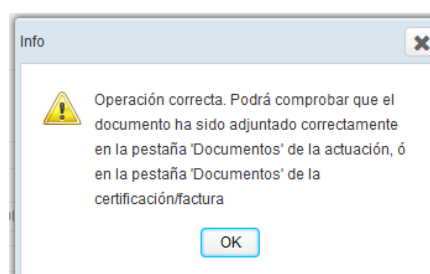 Info
Operación correcta. Podrá comprobar que el
documento ha sido adjuntado correctamente
en la pestaña 'Documentos' de la actuación, ó
en la pestaña 'Documentos' de la
certificación/factura
OK